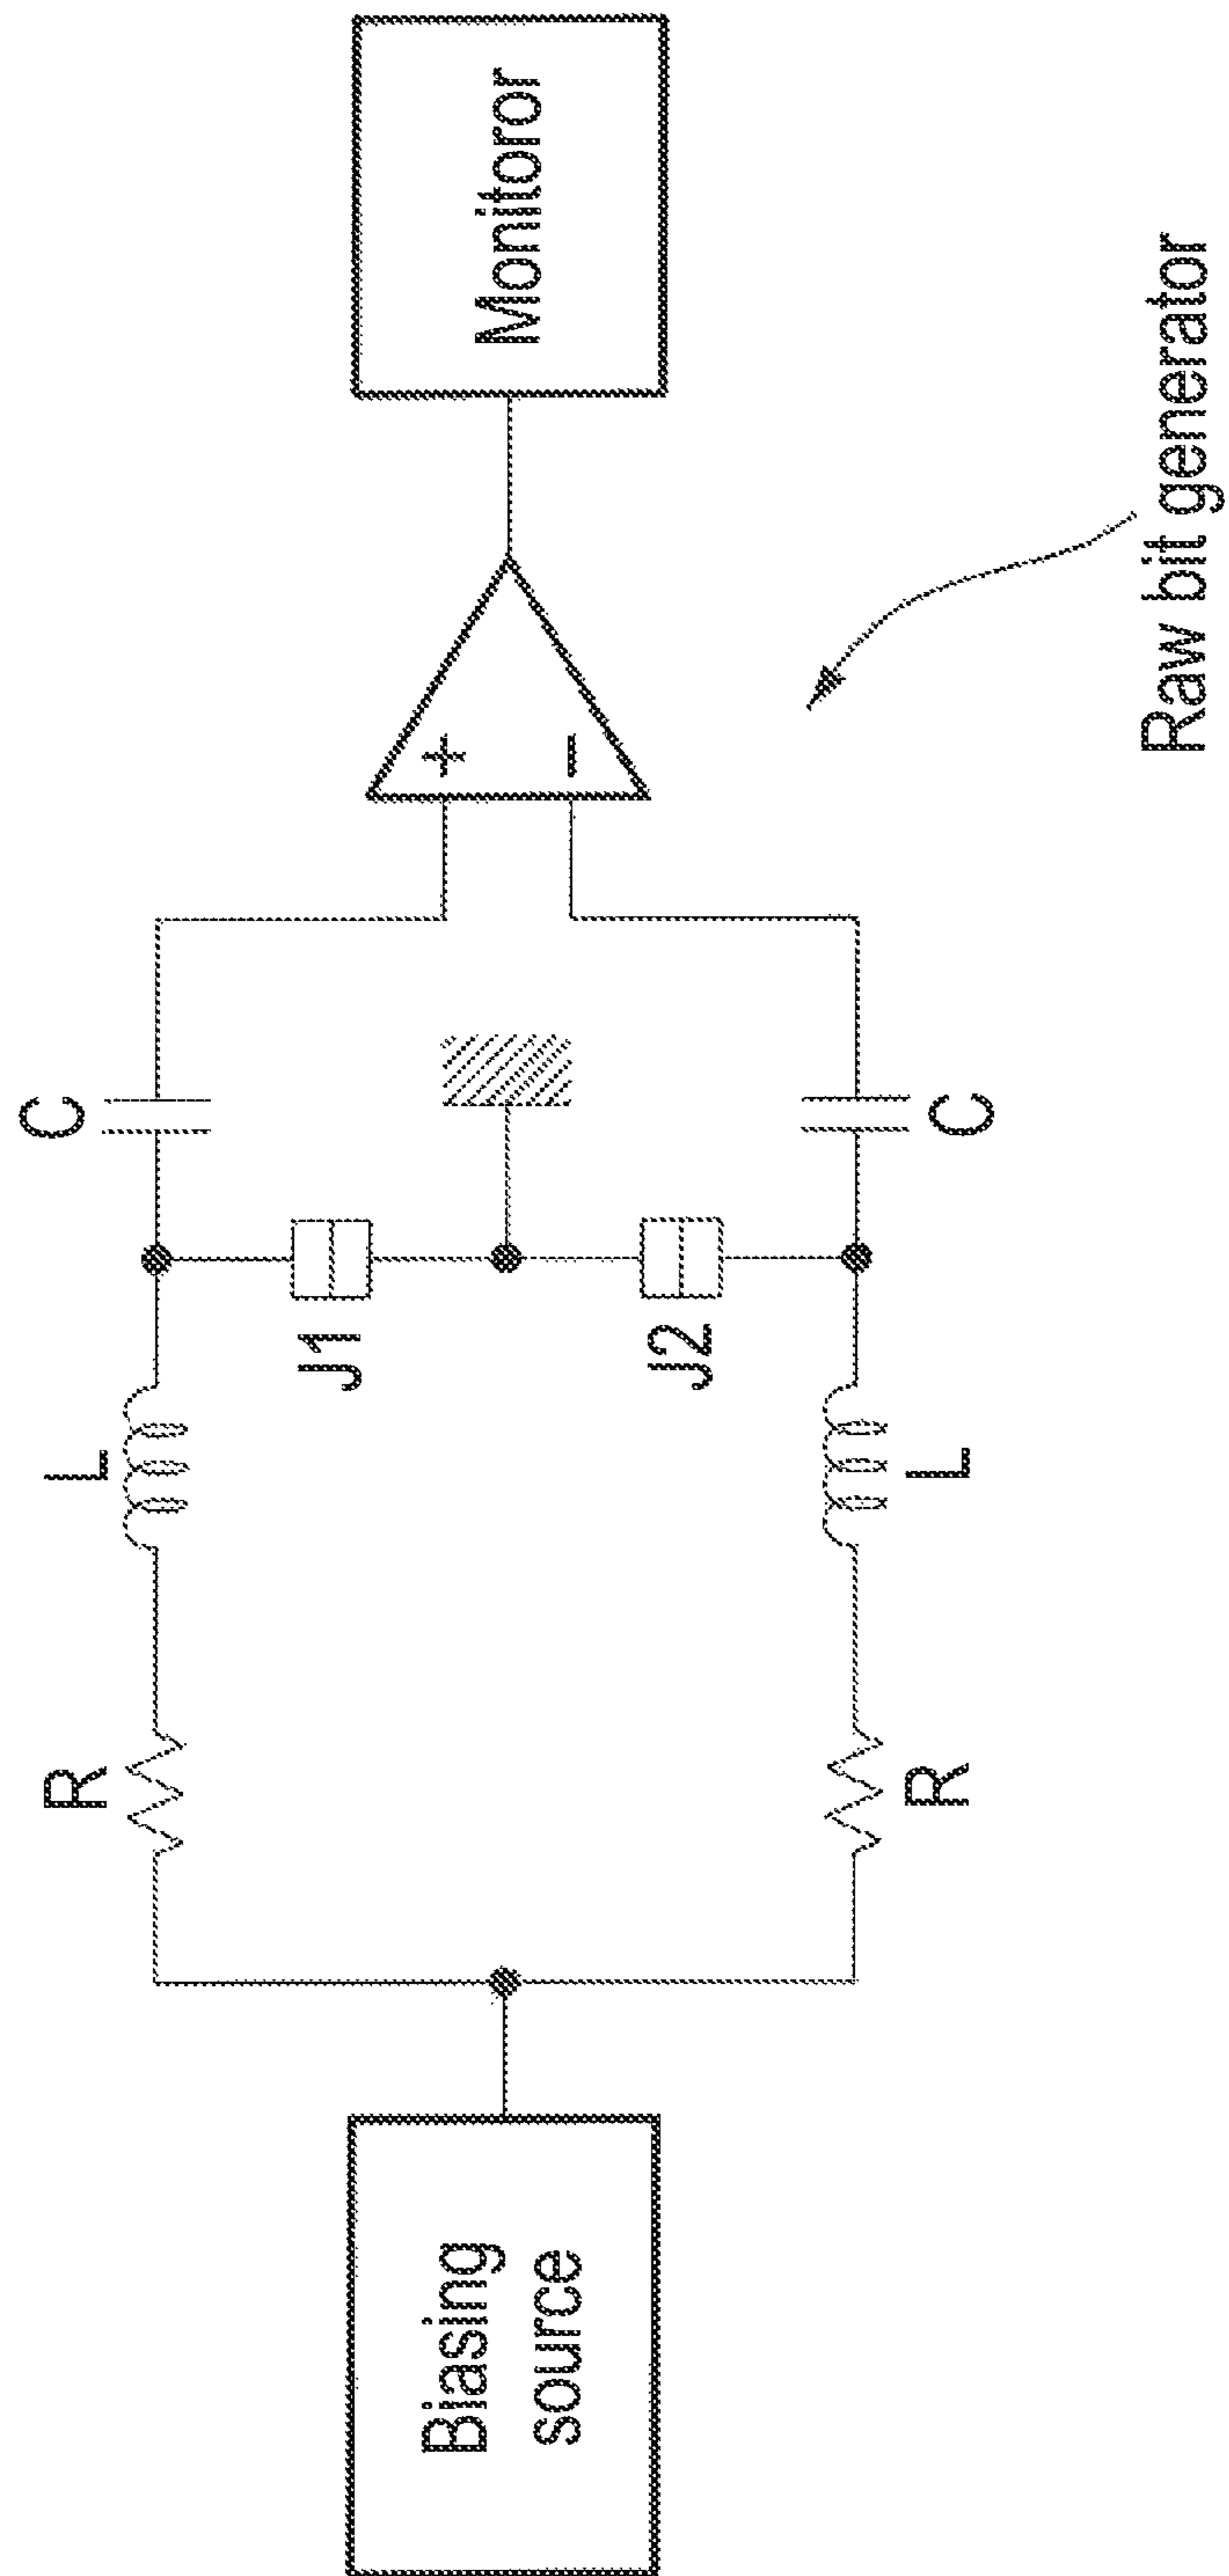 Biasing
source
R
L
C
J1
J2
R
L
C
+
−
Monitoror
Raw bit generator